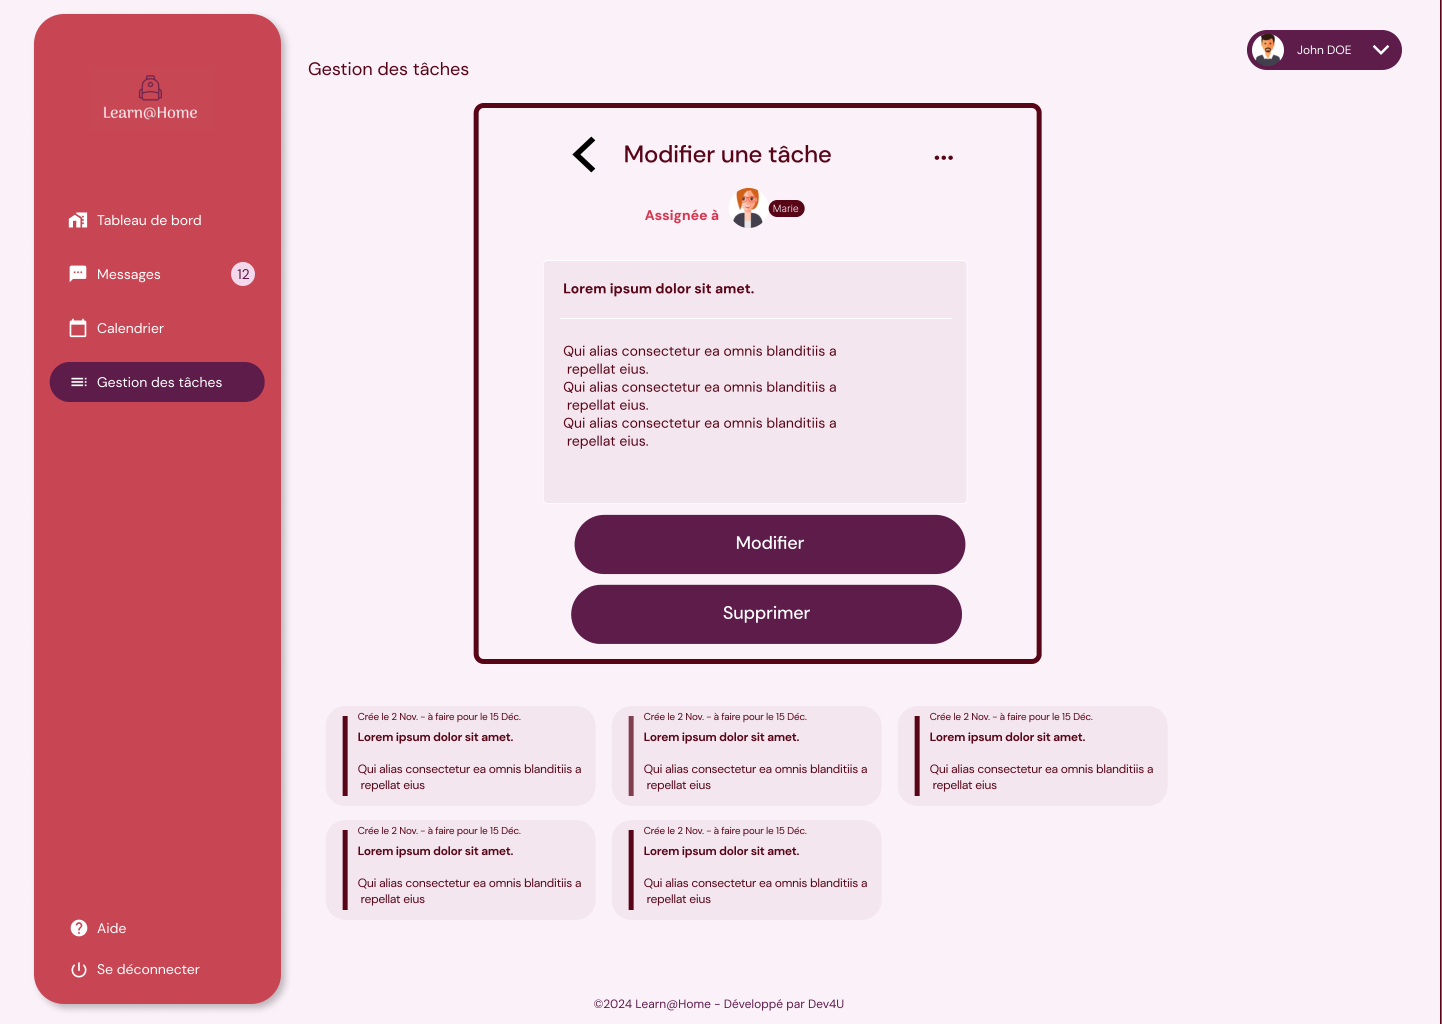 Learn@Home
Tableau de bord
Messages
12
Calendrier
Gestion des tâches
Aide
Se déconnecter
Gestion des tâches
John DOE
Modifier une tâche
...
Assignée à
Marie
Lorem ipsum dolor sit amet.
Qui alias consectetur ea omnis blanditiis a
repellat eius.
Qui alias consectetur ea omnis blanditiis a
repellat eius.
Qui alias consectetur ea omnis blanditiis a
repellat eius.
Modifier
Supprimer
Crée le 2 Nov. - à faire pour le 15 Déc.
Lorem ipsum dolor sit amet.
Qui alias consectetur ea omnis blanditiis a
repellat eius
Crée le 2 Nov. - à faire pour le 15 Déc.
Lorem ipsum dolor sit amet.
Qui alias consectetur ea omnis blanditiis a
repellat eius
Crée le 2 Nov. - à faire pour le 15 Déc.
Lorem ipsum dolor sit amet.
Qui alias consectetur ea omnis blanditiis a
repellat eius
Crée le 2 Nov. - à faire pour le 15 Déc.
Lorem ipsum dolor sit amet.
Qui alias consectetur ea omnis blanditiis a
repellat eius
Crée le 2 Nov. - à faire pour le 15 Déc.
Lorem ipsum dolor sit amet.
Qui alias consectetur ea omnis blanditiis a
repellat eius
©2024 Learn@Home - Développé par Dev4U